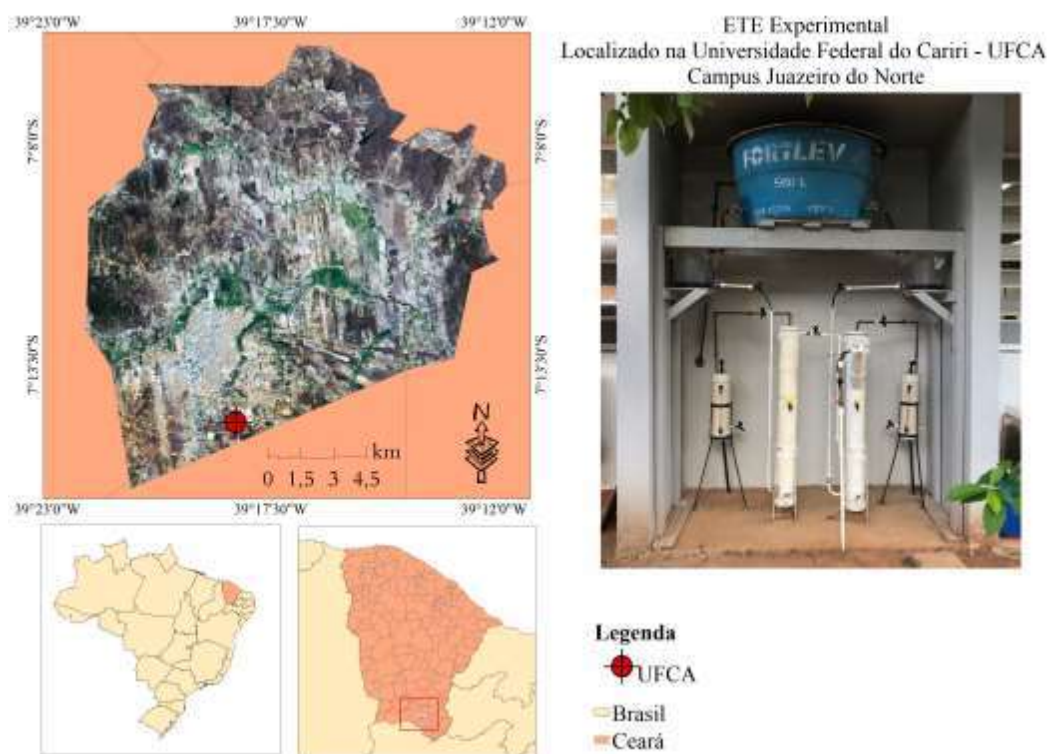 39°23'0"W
39°17'30"W
39°12'0"W
ETE Experimental
Localizado na Universidade Federal do Cariri - UFCA
Campus Juazeiro do Norte
7°8'0"S
7°8'0"S
FORTLEV
500 L
7°13'30"S
7°13'30"S
N
km
0 1,5 3 4,5
39°23'0"W
39°17'30"W
39°12'0"W
Legenda
UFCA
Brasil
Ceará